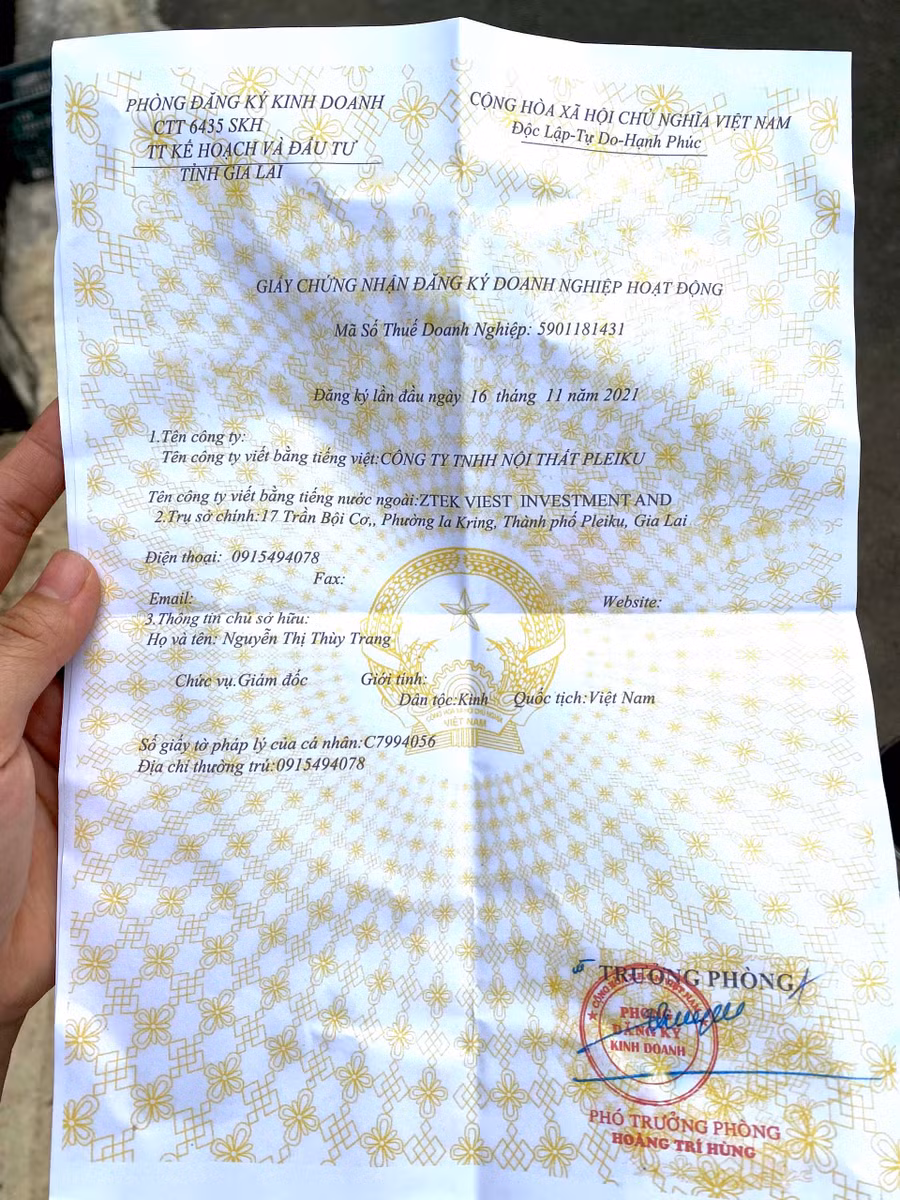 PHÒNG ĐĂNG KÝ KINH DOANH
CTT 6435 SKH
TT KẾ HOẠCH VÀ ĐẦU TƯ
TỈNH GIA LAI
CỘNG HÒA XÃ HỘI CHỦ NGHĨA VIỆT NAM
Độc Lập-Tự Do-Hạnh Phúc
GIẤY CHỨNG NHẬN ĐĂNG KÝ DOANH NGHIỆP HOẠT ĐỘNG
Mã Số Thuế Doanh Nghiệp: 5901181431
Đăng ký lần đầu ngày 16 tháng 11 năm 2021
1.Tên công ty:
Tên công ty viết bằng tiếng việt:CÔNG TY TNHH NỘI THẤT PLEIKU
Tên công ty viết bằng tiếng nước ngoài:ZTEK VIEST INVESTMENT AND
2.Trụ sở chính:17 Trần Bội Cơ,, Phường Ia Kring, Thành phố Pleiku, Gia Lai
Điện thoại: 0915494078
Fax:
Email: Website:
3.Thông tin chủ sở hữu:
Họ và tên: Nguyễn Thị Thùy Trang
Chức vụ.Giám đốc Giới tính:
Dân tộc:Kinh Quốc tịch:Việt Nam
CỘNG HÒA XÃ HỘI CHỦ NGHĨA
VIỆT NAM
Số giấy tờ pháp lý của cá nhân:C7994056
Địa chỉ thường trú:0915494078
TRƯỞNG PHÒNG
PHÒNG
ĐĂNG KÝ
KINH DOANH
PHÓ TRƯỞNG PHÒNG
HOÀNG TRÍ HÙNG